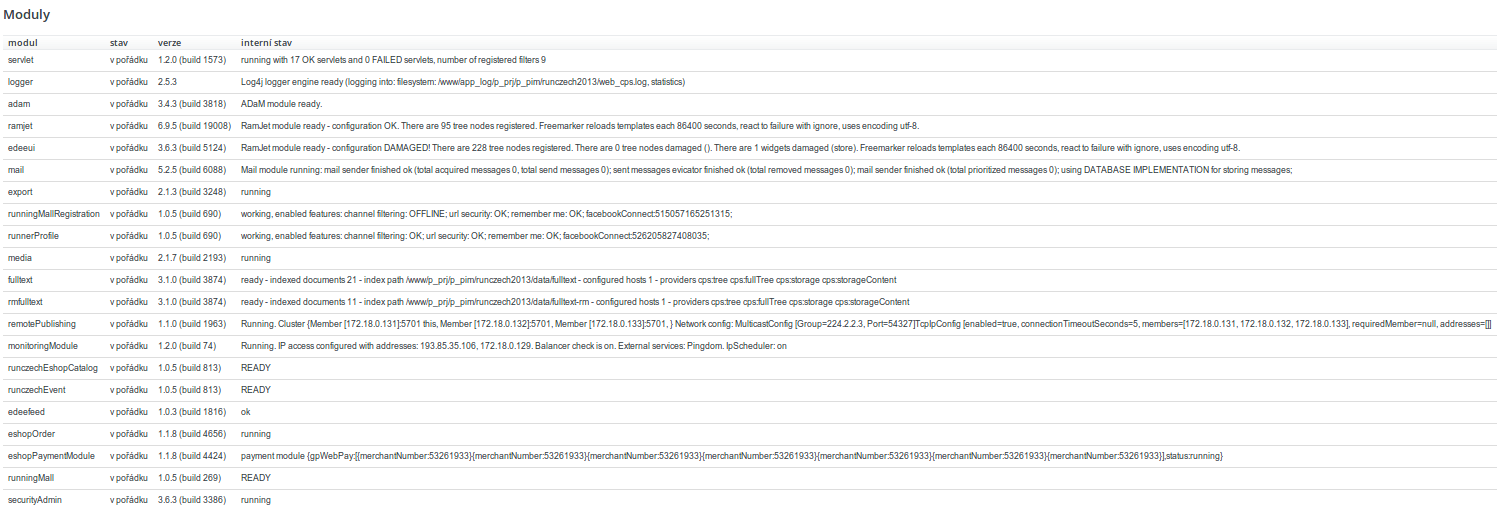 Moduly
modul stav verze interní stav
servlet v pořádku 1.2.0 (build 1573) running with 17 OK servlets and 0 FAILED servlets, number of registered filters 9
logger v pořádku 2.5.3 Log4j logger engine ready (logging into: filesystem: /www/app_log/p_prj/p_pim/runczech2013/web_cps.log, statistics)
adam v pořádku 3.4.3 (build 3818) ADaM module ready.
ramjet v pořádku 6.9.5 (build 19008) RamJet module ready - configuration OK. There are 95 tree nodes registered. Freemarker reloads templates each 86400 seconds, react to failure with ignore, uses encoding utf-8.
edeeui v pořádku 3.6.3 (build 5124) RamJet module ready - configuration DAMAGED! There are 228 tree nodes registered. There are 0 tree nodes damaged (). There are 1 widgets damaged (store). Freemarker reloads templates each 86400 seconds, react to failure with ignore, uses encoding utf-8.
mail v pořádku 5.2.5 (build 6088) Mail module running: mail sender finished ok (total acquired messages 0, total send messages 0); sent messages evicator finished ok (total removed messages 0); mail sender finished ok (total prioritized messages 0); using DATABASE IMPLEMENTATION for storing messages;
export v pořádku 2.1.3 (build 3248) running
runningMallRegistration v pořádku 1.0.5 (build 690) working, enabled features: channel filtering: OFFLINE; url security: OK; remember me: OK; facebookConnect:515057165251315;
runnerProfile v pořádku 1.0.5 (build 690) working, enabled features: channel filtering: OK; url security: OK; remember me: OK; facebookConnect:526205827408035;
media v pořádku 2.1.7 (build 2193) running
fulltext v pořádku 3.1.0 (build 3874) ready - indexed documents 21 - index path /www/p_prj/p_pim/runczech2013/data/fulltext - configured hosts 1 - providers cps:tree cps:fullTree cps:storage cps:storageContent
rmfulltext v pořádku 3.1.0 (build 3874) ready - indexed documents 11 - index path /www/p_prj/p_pim/runczech2013/data/fulltext-rm - configured hosts 1 - providers cps:tree cps:fullTree cps:storage cps:storageContent
remotePublishing v pořádku 1.1.0 (build 1963) Running. Cluster {Member [172.18.0.131]:5701 this, Member [172.18.0.132]:5701, Member [172.18.0.133]:5701, } Network config: MulticastConfig [Group=224.2.2.3, Port=54327]TcpIpConfig [enabled=true, connectionTimeoutSeconds=5, members=[172.18.0.131, 172.18.0.132, 172.18.0.133], requiredMember=null, addresses=[]]
monitoringModule v pořádku 1.2.0 (build 74) Running. IP access configured with addresses: 193.85.35.106, 172.18.0.129. Balancer check is on. External services: Pingdom. IpScheduler: on
runczechEshopCatalog v pořádku 1.0.5 (build 813) READY
runczechEvent v pořádku 1.0.5 (build 813) READY
edeefeed v pořádku 1.0.3 (build 1816) ok
eshopOrder v pořádku 1.1.8 (build 4656) running
eshopPaymentModule v pořádku 1.1.8 (build 4424) payment module {gpWebPay:[{merchantNumber:53261933}{merchantNumber:53261933}{merchantNumber:53261933}{merchantNumber:53261933}{merchantNumber:53261933}{merchantNumber:53261933}{merchantNumber:53261933}{merchantNumber:53261933}],status:running}
runningMall v pořádku 1.0.5 (build 269) READY
securityAdmin v pořádku 3.6.3 (build 3386) running